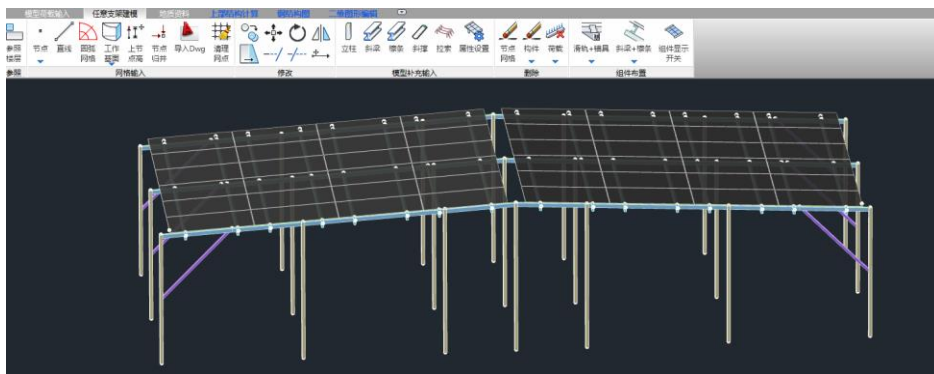 模型荷载输入 任意支架建模 地质资料 上部结构计算 钢结构图 二维图形编辑
参照 节点 直线 圆弧 工作 上节 节点 导入Dwg 清理 立柱 斜梁 檩条 斜撑 拉索 属性设置 节点 构件 荷载 滑轨+锚具 斜梁+檩条 组件显示
楼层 网格 基面 点高 归并 网点 网格 开关
参照 网格输入 修改 模型补充输入 删除 组件布置